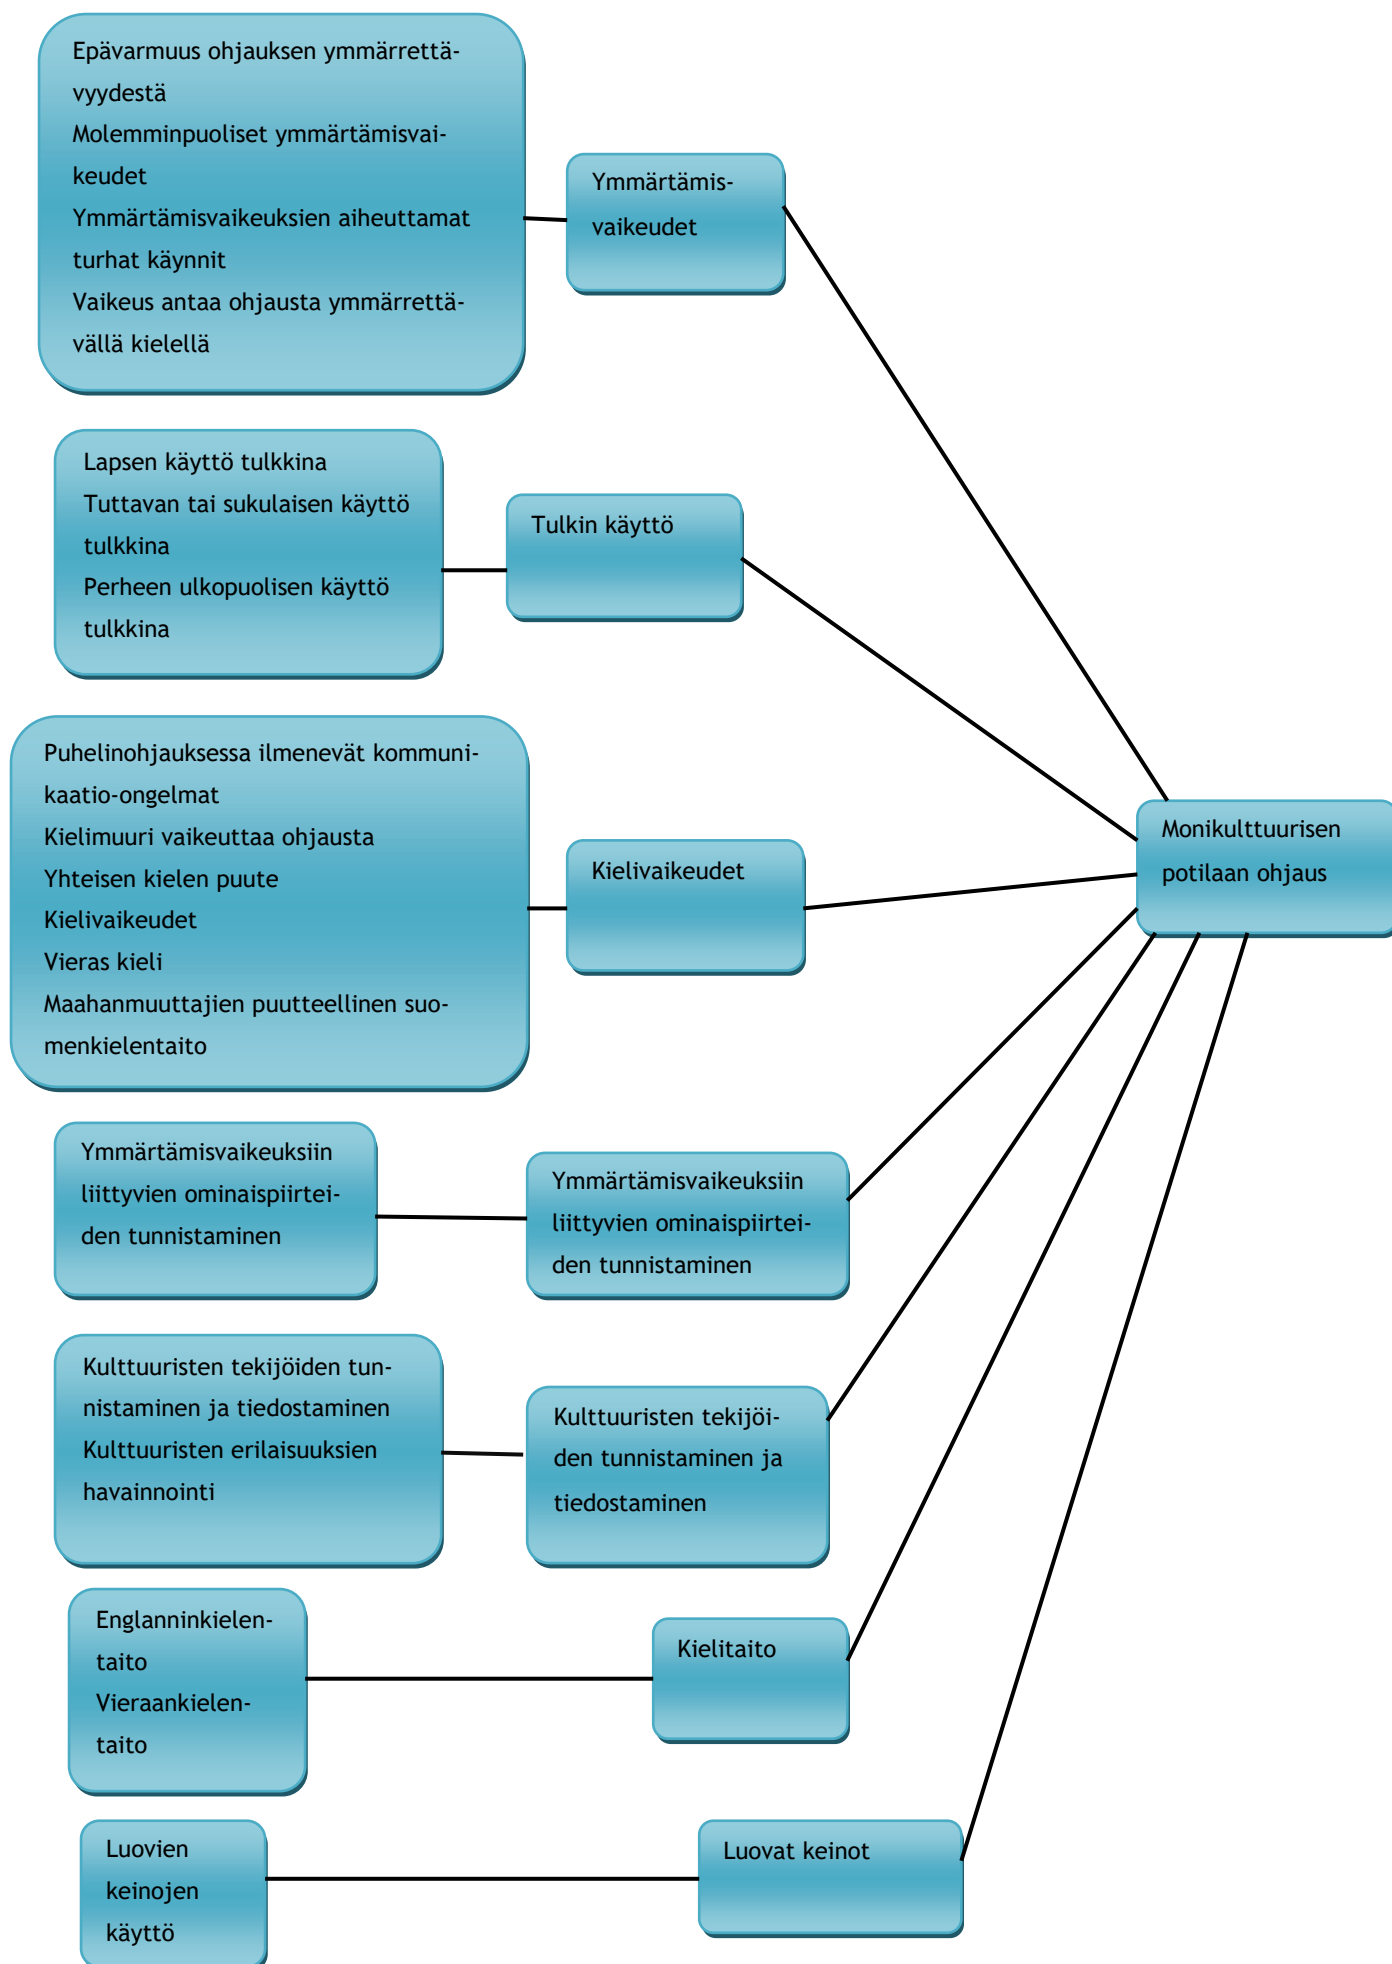 Epävarmuus ohjauksen ymmärrettä-
vyydestä
Molemminpuoliset ymmärtämisvai-
keudet
Ymmärtämisvaikeuksien aiheuttamat
turhat käynnit
Vaikeus antaa ohjausta ymmärrettä-
vällä kielellä
Ymmärtämis-
vaikeudet
Lapsen käyttö tulkkina
Tuttavan tai sukulaisen käyttö
tulkkina
Perheen ulkopuolisen käyttö
tulkkina
Tulkin käyttö
Puhelinohjauksessa ilmenevät kommuni-
kaatio-ongelmat
Kielimuuri vaikeuttaa ohjausta
Yhteisen kielen puute
Kielivaikeudet
Vieras kieli
Maahanmuuttajien puutteellinen suo-
menkielentaito
Kielivaikeudet
Monikulttuurisen
potilaan ohjaus
Ymmärtämisvaikeuksiin
liittyvien ominaispiirtei-
den tunnistaminen
Ymmärtämisvaikeuksiin
liittyvien ominaispiirtei-
den tunnistaminen
Kulttuuristen tekijöiden tun-
nistaminen ja tiedostaminen
Kulttuuristen erilaisuuksien
havainnointi
Kulttuuristen tekijöi-
den tunnistaminen ja
tiedostaminen
Englanninkielen-
taito
Vieraankielen-
taito
Kielitaito
Luovien
keinojen
käyttö
Luovat keinot